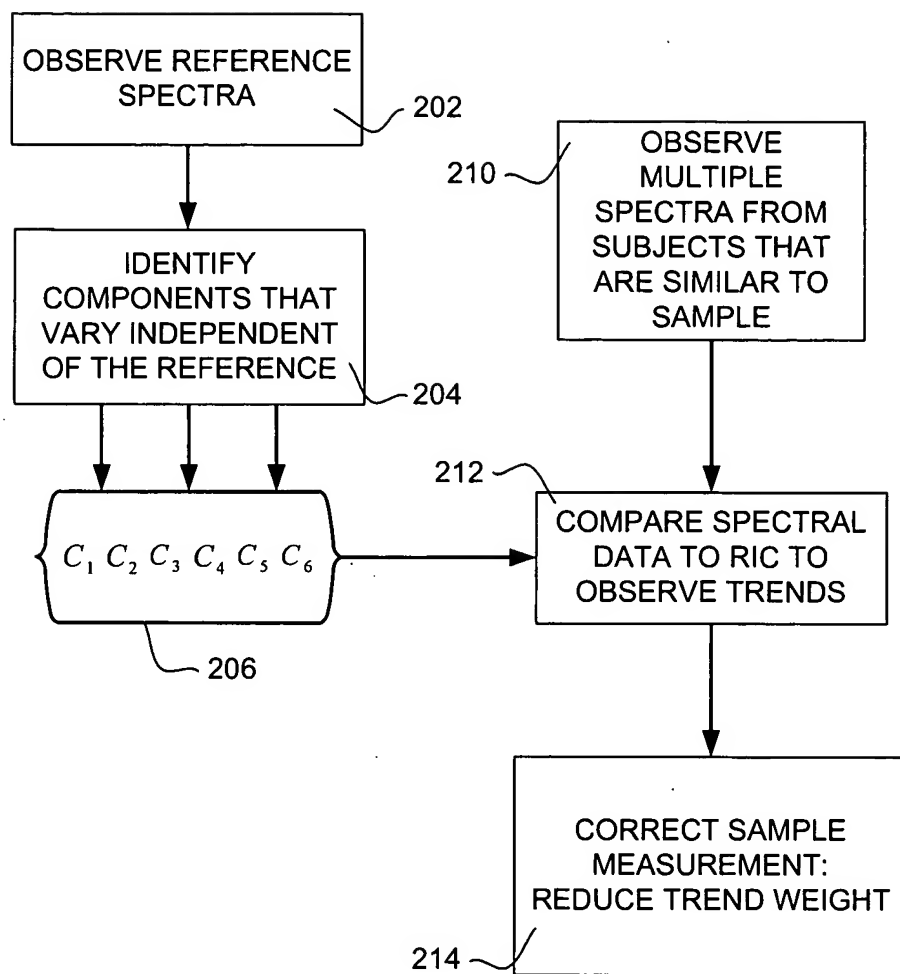 OBSERVE REFERENCE
SPECTRA
202
IDENTIFY
COMPONENTS THAT
VARY INDEPENDENT
OF THE REFERENCE
204
C1 C2 C3 C4 C5 C6
206
210
OBSERVE
MULTIPLE
SPECTRA FROM
SUBJECTS THAT
ARE SIMILAR TO
SAMPLE
212
COMPARE SPECTRAL
DATA TO RIC TO
OBSERVE TRENDS
CORRECT SAMPLE
MEASUREMENT:
REDUCE TREND WEIGHT
214